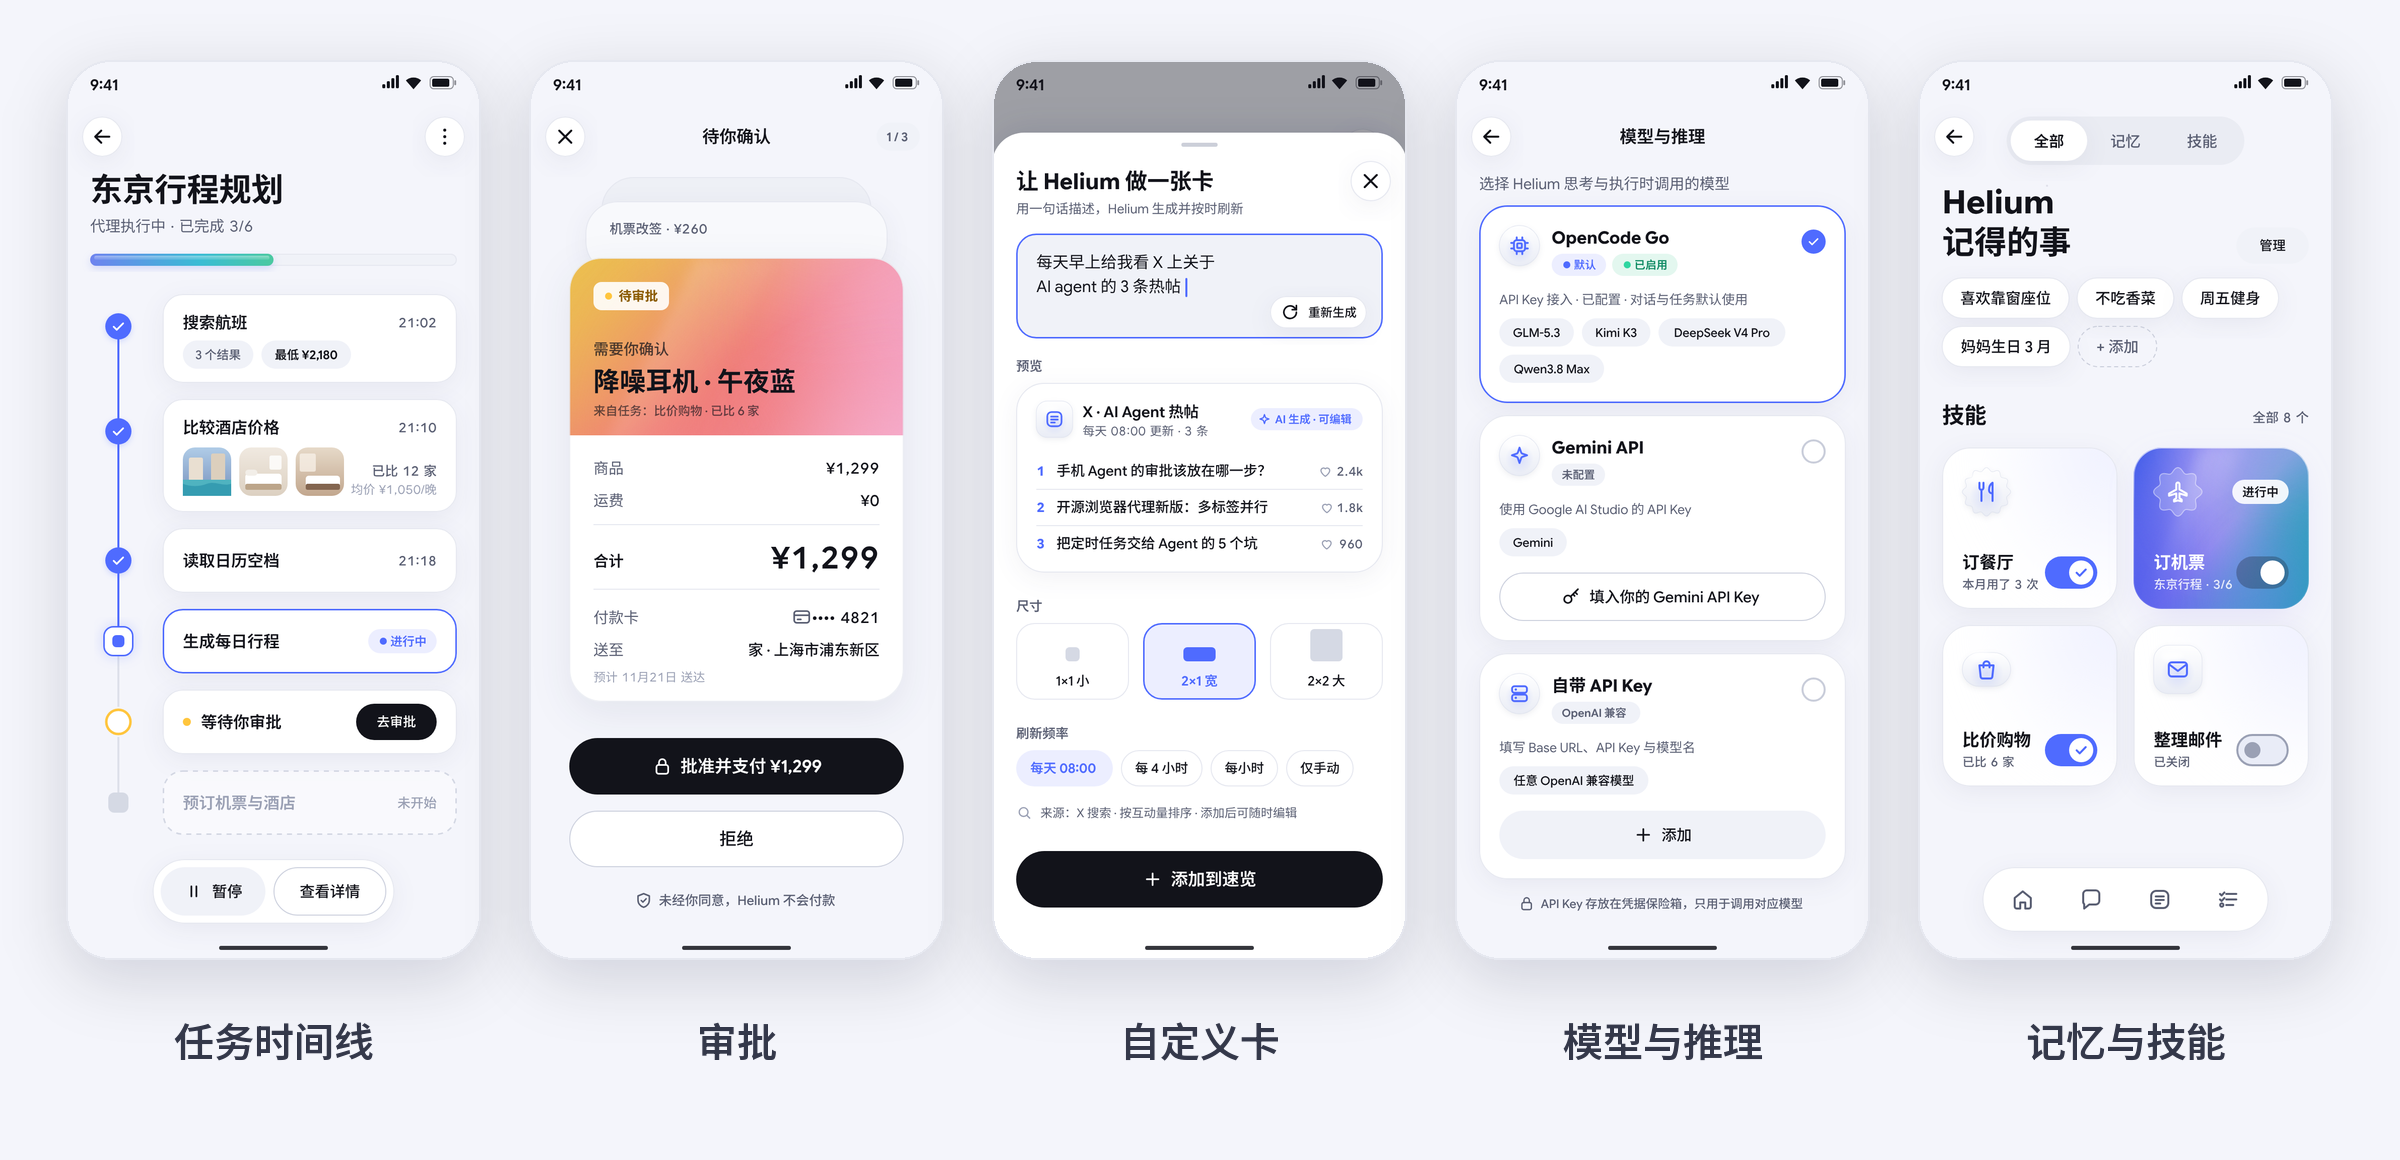 9:41
东京行程规划
代理执行中 · 已完成 3/6
搜索航班
21:02
3 个结果
最低 ¥2,180
比较酒店价格
21:10
已比 12 家
均价 ¥1,050/晚
读取日历空档
21:18
生成每日行程
进行中
等待你审批
去审批
预订机票与酒店
未开始
暂停
查看详情
任务时间线
9:41
待你确认
1 / 3
机票改签 · ¥260
待审批
需要你确认
降噪耳机 · 午夜蓝
来自任务：比价购物 · 已比 6 家
商品
¥1,299
运费
¥0
合计
¥1,299
付款卡
•••• 4821
送至
家 · 上海市浦东新区
预计 11月21日 送达
批准并支付 ¥1,299
拒绝
未经你同意，Helium 不会付款
审批
9:41
让 Helium 做一张卡
用一句话描述，Helium 生成并按时刷新
每天早上给我看 X 上关于
AI agent 的 3 条热帖
重新生成
预览
X · AI Agent 热帖
每天 08:00 更新 · 3 条
AI 生成 · 可编辑
1 手机 Agent 的审批该放在哪一步？
2.4k
2 开源浏览器代理新版：多标签并行
1.8k
3 把定时任务交给 Agent 的 5 个坑
960
尺寸
1×1 小
2×1 宽
2×2 大
刷新频率
每天 08:00
每 4 小时
每小时
仅手动
来源：X 搜索 · 按互动量排序 · 添加后可随时编辑
+ 添加到速览
自定义卡
9:41
模型与推理
选择 Helium 思考与执行时调用的模型
OpenCode Go
默认
已启用
API Key 接入 · 已配置 · 对话与任务默认使用
GLM-5.3
Kimi K3
DeepSeek V4 Pro
Qwen3.8 Max
Gemini API
未配置
使用 Google AI Studio 的 API Key
Gemini
填入你的 Gemini API Key
自带 API Key
OpenAI 兼容
填写 Base URL、API Key 与模型名
任意 OpenAI 兼容模型
+ 添加
API Key 存放在凭据保险箱，只用于调用对应模型
模型与推理
9:41
全部
记忆
技能
Helium
记得的事
管理
喜欢靠窗座位
不吃香菜
周五健身
妈妈生日 3 月
+ 添加
技能
全部 8 个
订餐厅
本月用了 3 次
进行中
订机票
东京行程 · 3/6
比价购物
已比 6 家
整理邮件
已关闭
记忆与技能